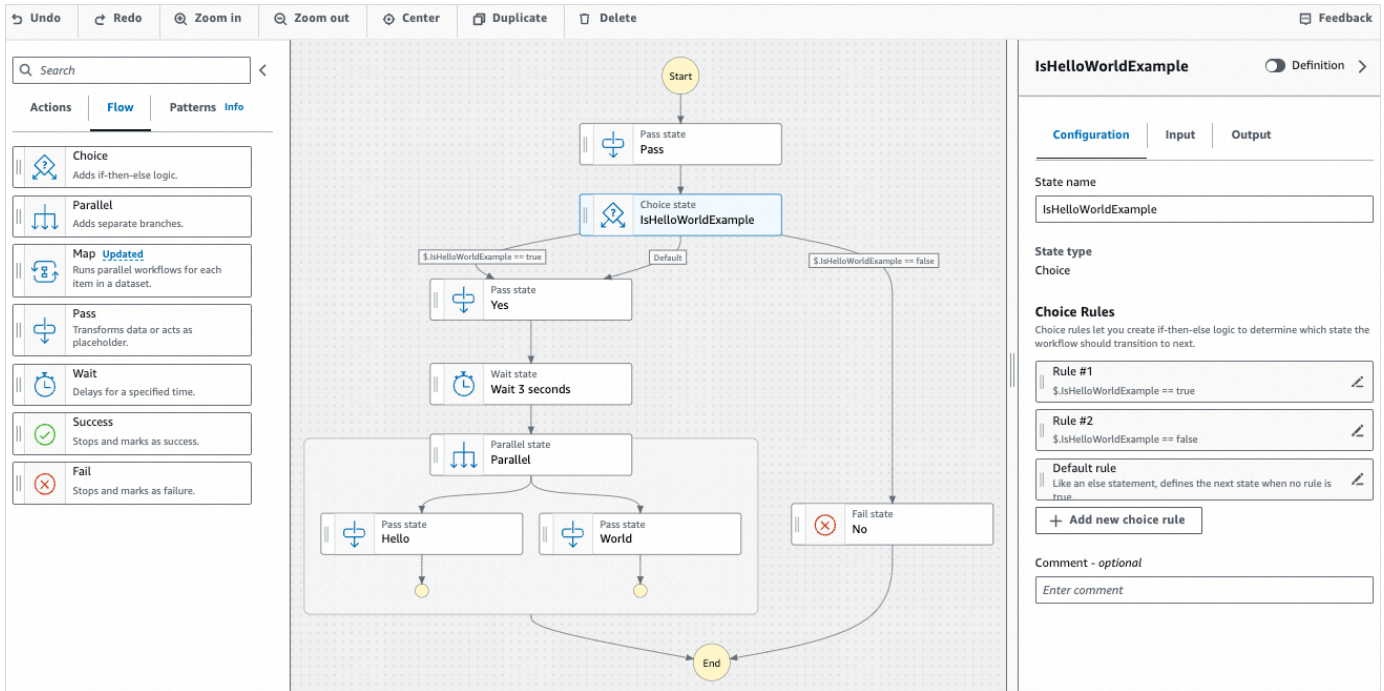 Undo
Redo
Zoom in
Zoom out
Center
Duplicate
Delete
Feedback
Search
Actions
Flow
Patterns Info
Choice
Adds if-then-else logic.
Parallel
Adds separate branches.
Map Updated
Runs parallel workflows for each
item in a dataset.
Pass
Transforms data or acts as
placeholder.
Wait
Delays for a specified time.
Success
Stops and marks as success.
Fail
Stops and marks as failure.
Start
Pass state
Pass
Choice state
IsHelloWorldExample
$.IsHelloWorldExample == true
Default
$.IsHelloWorldExample == false
Pass state
Yes
Wait state
Wait 3 seconds
Parallel state
Parallel
Pass state
Hello
Pass state
World
Fail state
No
End
IsHelloWorldExample
Definition
Configuration
Input
Output
State name
IsHelloWorldExample
State type
Choice
Choice Rules
Choice rules let you create if-then-else logic to determine which state the
workflow should transition to next.
Rule #1
$.IsHelloWorldExample == true
Rule #2
$.IsHelloWorldExample == false
Default rule
Like an else statement, defines the next state when no rule is
true.
Add new choice rule
Comment - optional
Enter comment